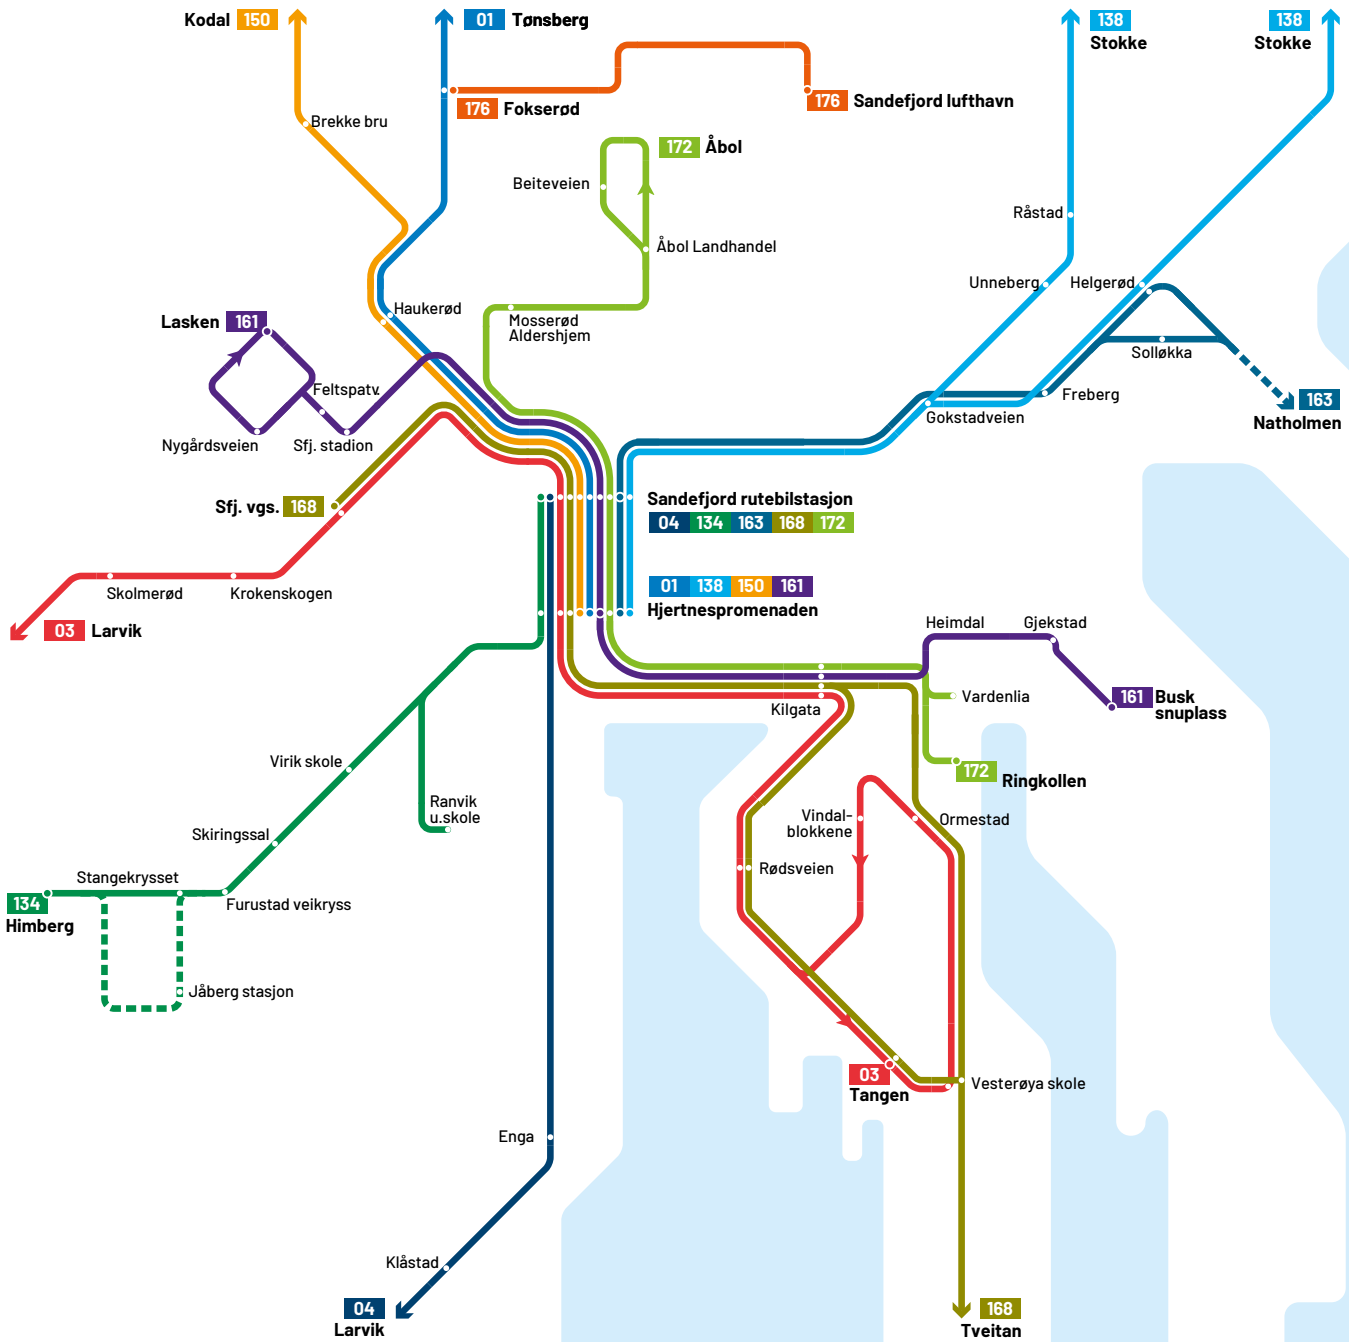 Kodal 150
01 Tønsberg
138
Stokke
138
Stokke
176 Fokserød
176 Sandefjord lufthavn
Brekke bru
172 Åbol
Beiteveien
Åbol Landhandel
Råstad
Unneberg
Helgerød
Haukerød
Mosserød
Aldershjem
Lasken 161
Solløkka
Feltspatv.
Nygårdsveien
Sfj. stadion
Freberg
Gokstadveien
163
Natholmen
Sfj. vgs. 168
Sandefjord rutebilstasjon
04 134 163 168 172
01 138 150 161
Hjertnespromenaden
Skolmerød
Krokenskogen
03 Larvik
Heimdal
Gjekstad
Kilgata
Vardenlia
161 Busk
snuplass
172
Ringkollen
Virik skole
Ranvik
u.skole
Skiringssal
Vindal-
blokkene
Ormestad
Rødsveien
Stangekrysset
134
Himberg
Furustad veikryss
Jåberg stasjon
03
Tangen
Vesterøya skole
Enga
Klåstad
04
Larvik
168
Tveitan